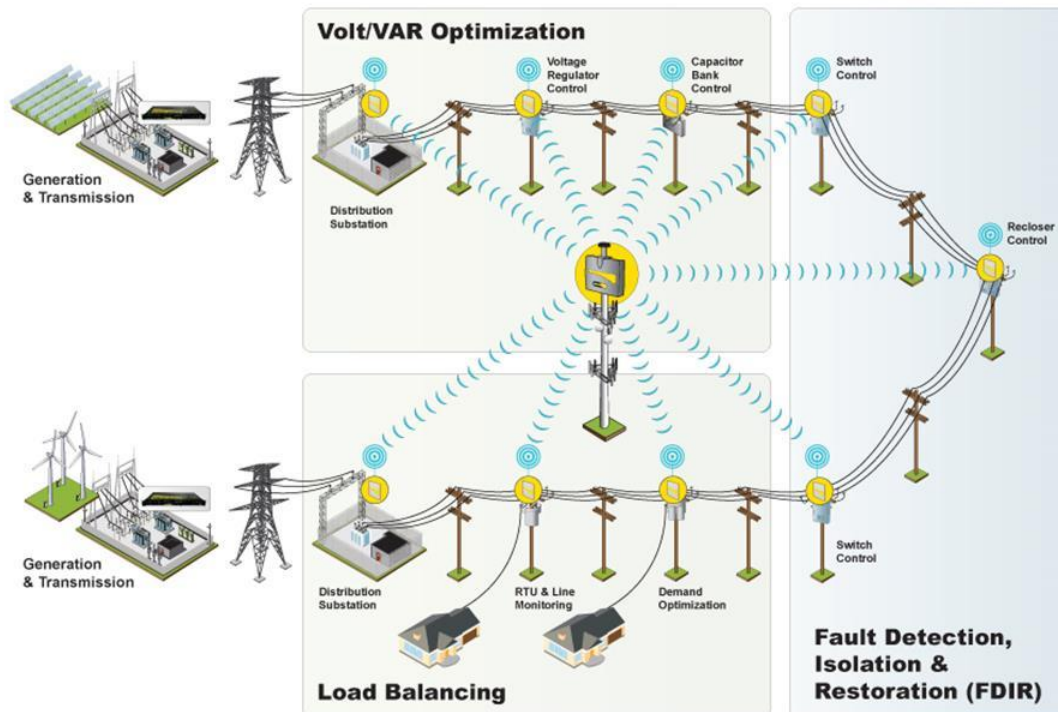 Volt/VAR Optimization
Voltage
Regulator
Control
Capacitor
Bank
Control
Switch
Control
Generation
& Transmission
Distribution
Substation
Recloser
Control
Generation
& Transmission
Distribution
Substation
RTU & Line
Monitoring
Demand
Optimization
Switch
Control
Load Balancing
Fault Detection,
Isolation &
Restoration (FDIR)